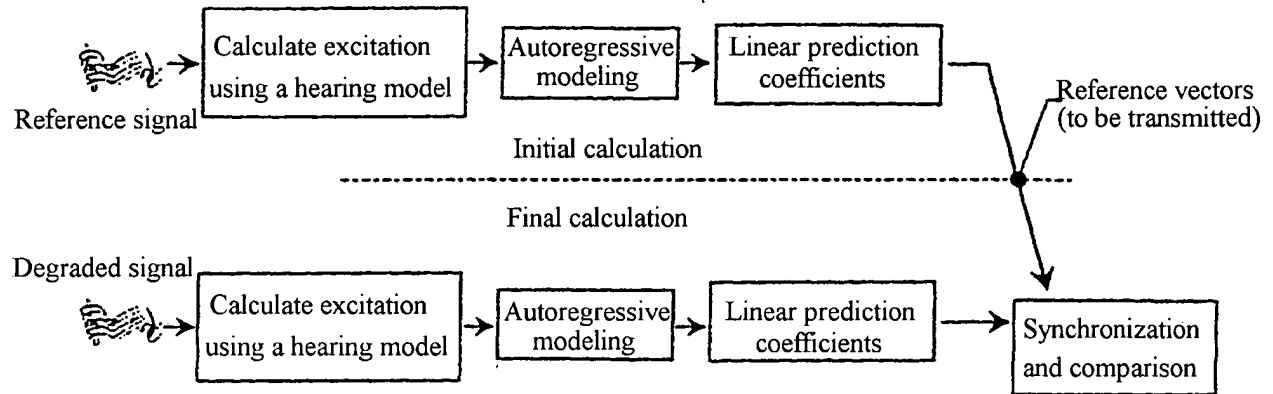 Calculate excitation
using a hearing model
Autoregressive
modeling
Linear prediction
coefficients
Reference signal
Reference vectors
(to be transmitted)
Initial calculation
Final calculation
Degraded signal
Calculate excitation
using a hearing model
Autoregressive
modeling
Linear prediction
coefficients
Synchronization
and comparison